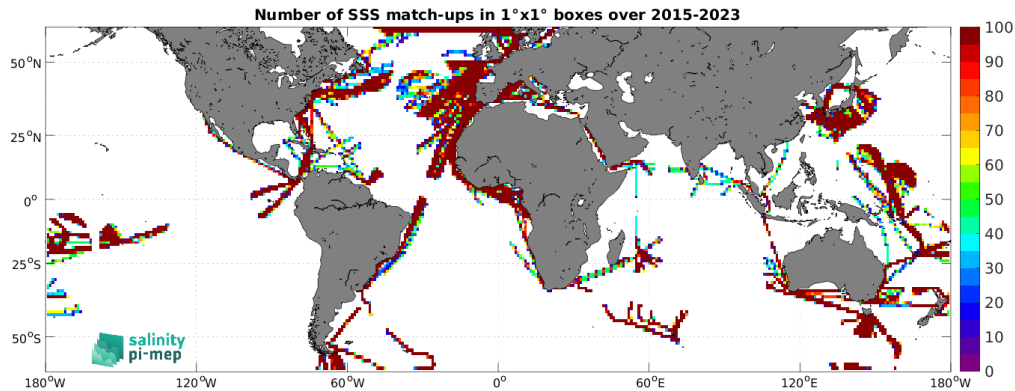 Number of SSS match-ups in 1°x1° boxes over 2015-2023
50°N
25°N
0°
25°S
50°S
180°W
120°W
60°W
0°
60°E
120°E
180°W
100
90
80
70
60
50
40
30
20
10
0
salinity
pi-mep